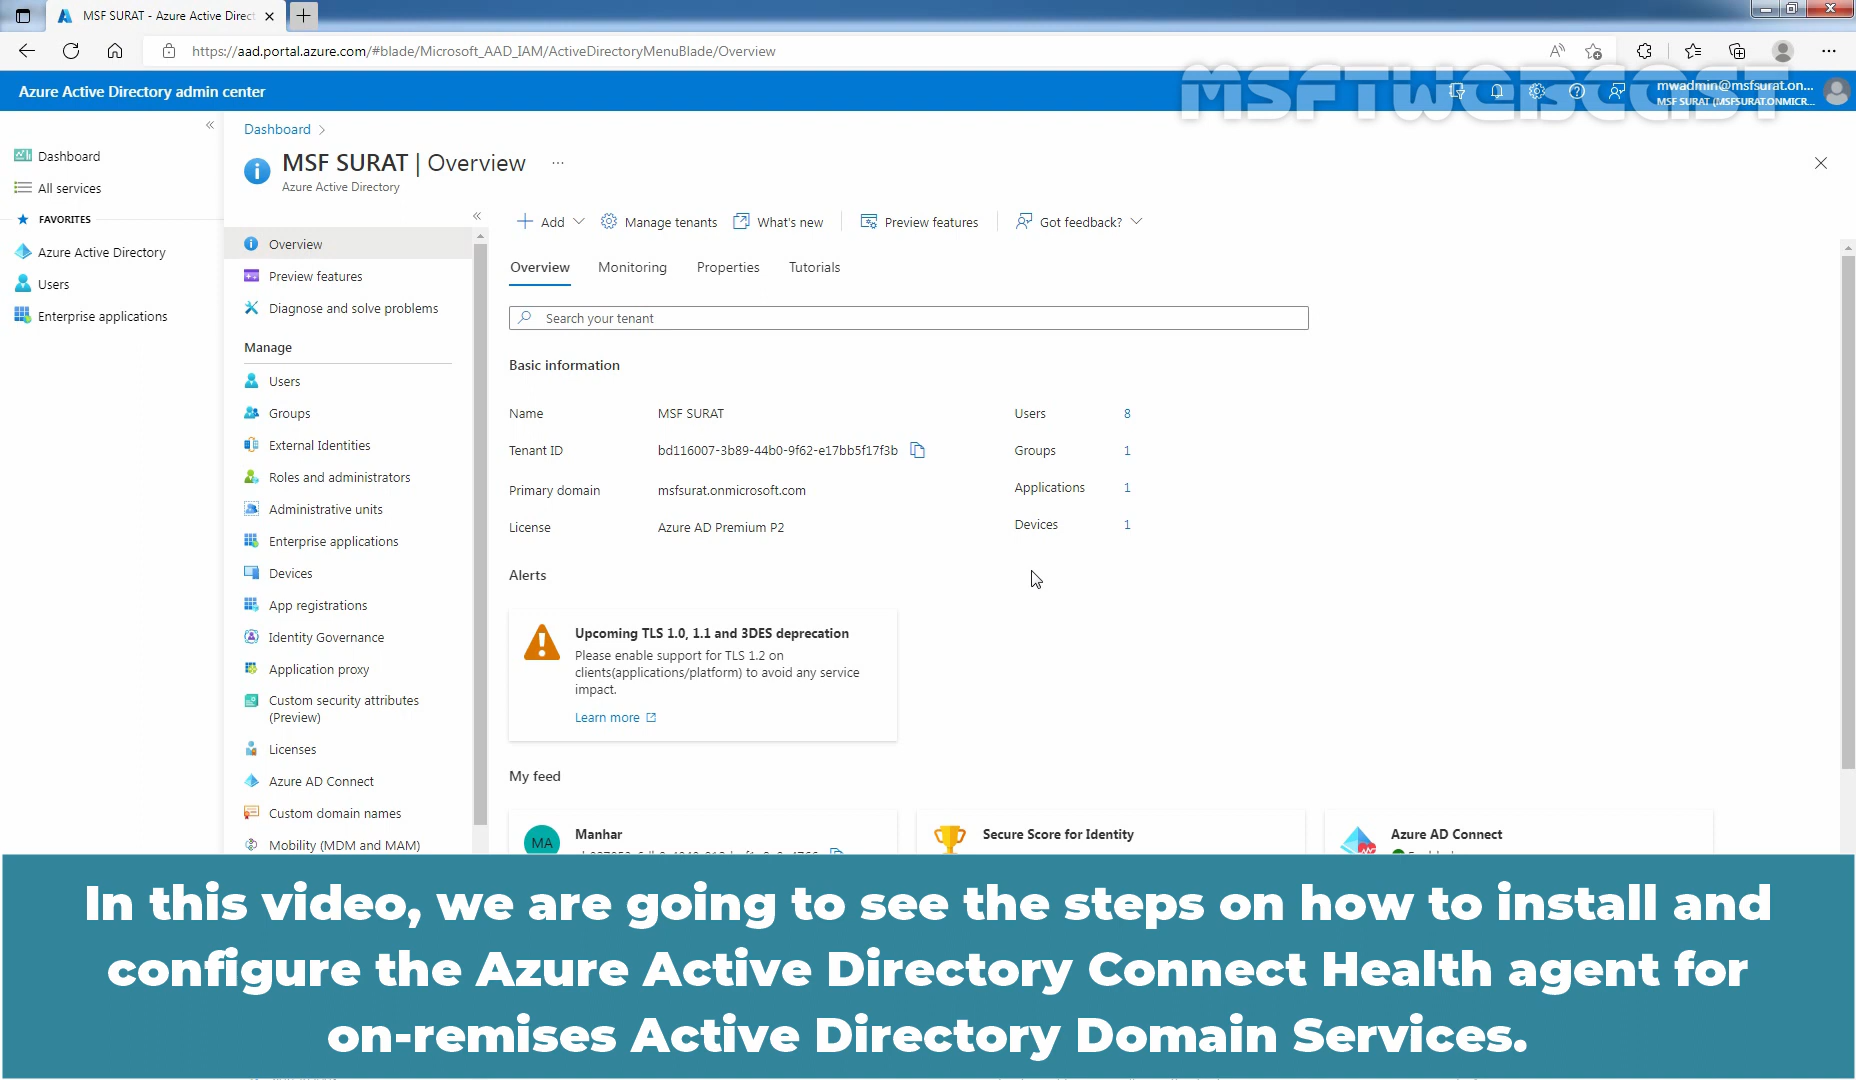 MSF SURAT - Azure Active Direct
https://aad.portal.azure.com/#blade/Microsoft_AAD_IAM/ActiveDirectoryMenuBlade/Overview
MSFTWEBCAST
Azure Active Directory admin center
mwadmin@msfsurat.on...
MSF SURAT (MSFSURAT.ONMICR...
Dashboard
All services
FAVORITES
Azure Active Directory
Users
Enterprise applications
Dashboard
MSF SURAT | Overview
Azure Active Directory
Overview
Preview features
Diagnose and solve problems
Manage
Users
Groups
External Identities
Roles and administrators
Administrative units
Enterprise applications
Devices
App registrations
Identity Governance
Application proxy
Custom security attributes
(Preview)
Licenses
Azure AD Connect
Custom domain names
Mobility (MDM and MAM)
Add Manage tenants What's new Preview features Got feedback?
Overview Monitoring Properties Tutorials
Search your tenant
Basic information
Name MSF SURAT Users 8
Tenant ID bd116007-3b89-44b0-9f62-e17bb5f17f3b Groups 1
Primary domain msfsurat.onmicrosoft.com Applications 1
License Azure AD Premium P2 Devices 1
Alerts
Upcoming TLS 1.0, 1.1 and 3DES deprecation
Please enable support for TLS 1.2 on
clients(applications/platform) to avoid any service
impact.
Learn more
My feed
MA Manhar
Secure Score for Identity
Azure AD Connect
In this video, we are going to see the steps on how to install and
configure the Azure Active Directory Connect Health agent for
on-remises Active Directory Domain Services.